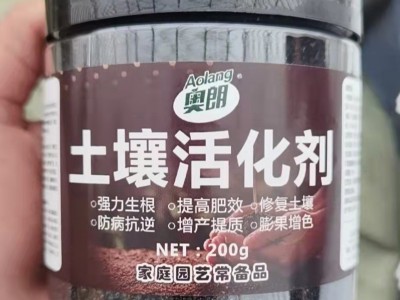 Aolang
奥朗
土壤活化剂
○强力生根 ○提高肥效 ○修复土壤
○防病抗逆 ○增产提质 ○膨果增色
NET：200g
家庭园艺常备品